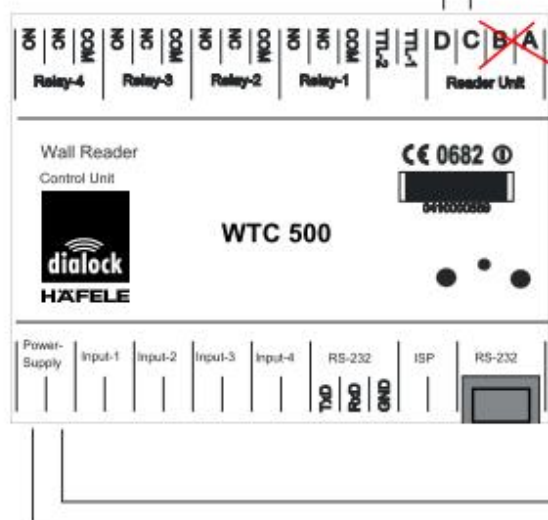 NO NC COM NO NC COM NO NC COM NO NC COM TTL-2 TTL-1 D C B A
Relay-4 Relay-3 Relay-2 Relay-1 Reader Unit
Wall Reader
Control Unit
CE 0682
dialock
HÄFELE
WTC 500
Power-
Supply
Input-1 Input-2 Input-3 Input-4 RS-232 ISP RS-232
TxD RxD GND